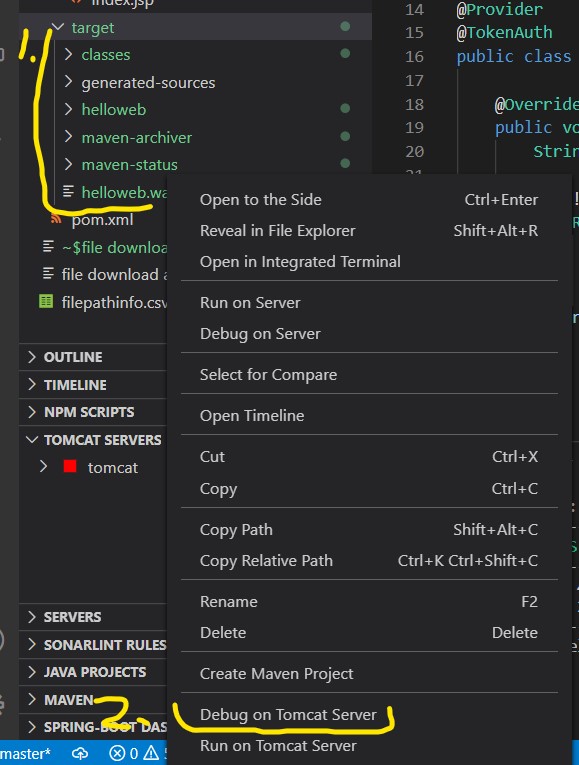 index.jsp
1.
target
classes
generated-sources
helloweb
maven-archiver
maven-status
helloweb.wa
pom.xml
~$file downloa
file download a
filepathinfo.csv
OUTLINE
TIMELINE
NPM SCRIPTS
TOMCAT SERVERS
tomcat
SERVERS
SONARLINT RULES
JAVA PROJECTS
MAVEN
2.
SPRING-BOOT DAS
master*
0
14 @Provider
15 @TokenAuth
16 public class
17
18 @Override
19 public vo
20 Strin
Open to the Side Ctrl+Enter
Reveal in File Explorer Shift+Alt+R
Open in Integrated Terminal
Run on Server
Debug on Server
Select for Compare
Open Timeline
Cut Ctrl+X
Copy Ctrl+C
Copy Path Shift+Alt+C
Copy Relative Path Ctrl+K Ctrl+Shift+C
Rename F2
Delete Delete
Create Maven Project
Debug on Tomcat Server
Run on Tomcat Server